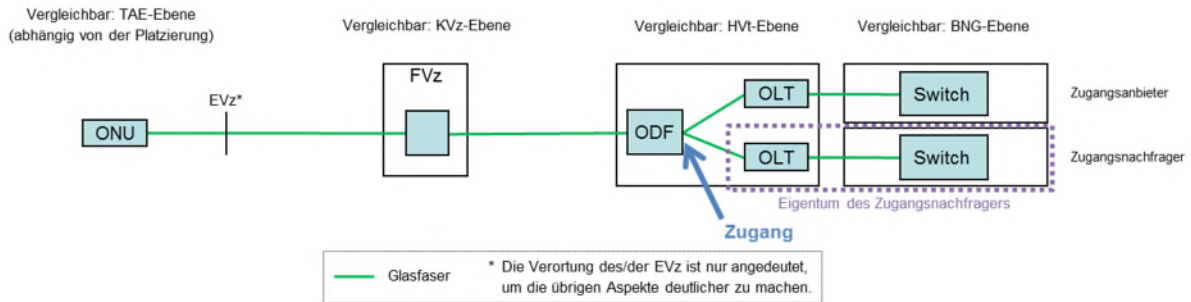 Vergleichbar: TAE-Ebene
(abhängig von der Platzierung)
Vergleichbar: KVz-Ebene
Vergleichbar: HVt-Ebene
Vergleichbar: BNG-Ebene
FVz
EVz*
ONU
ODF
OLT
Switch
Zugangsanbieter
OLT
Switch
Zugangsnachfrager
Eigentum des Zugangsnachfragers
Zugang
Glasfaser
* Die Verortung des/der EVz ist nur angedeutet,
um die übrigen Aspekte deutlicher zu machen.